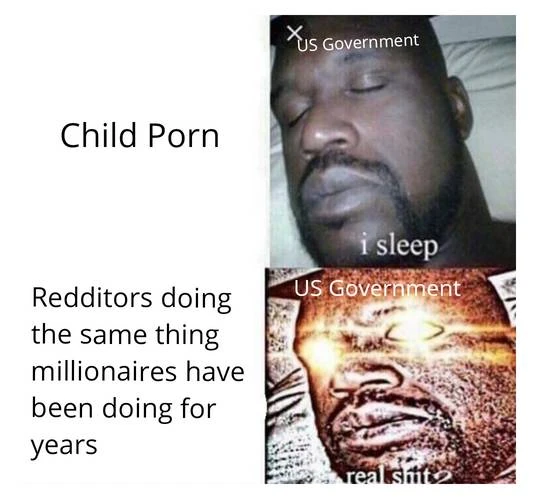 US Government
Child Porn
i sleep
Redditors doing
the same thing
millionaires have
been doing for
years
US Government
real shit?